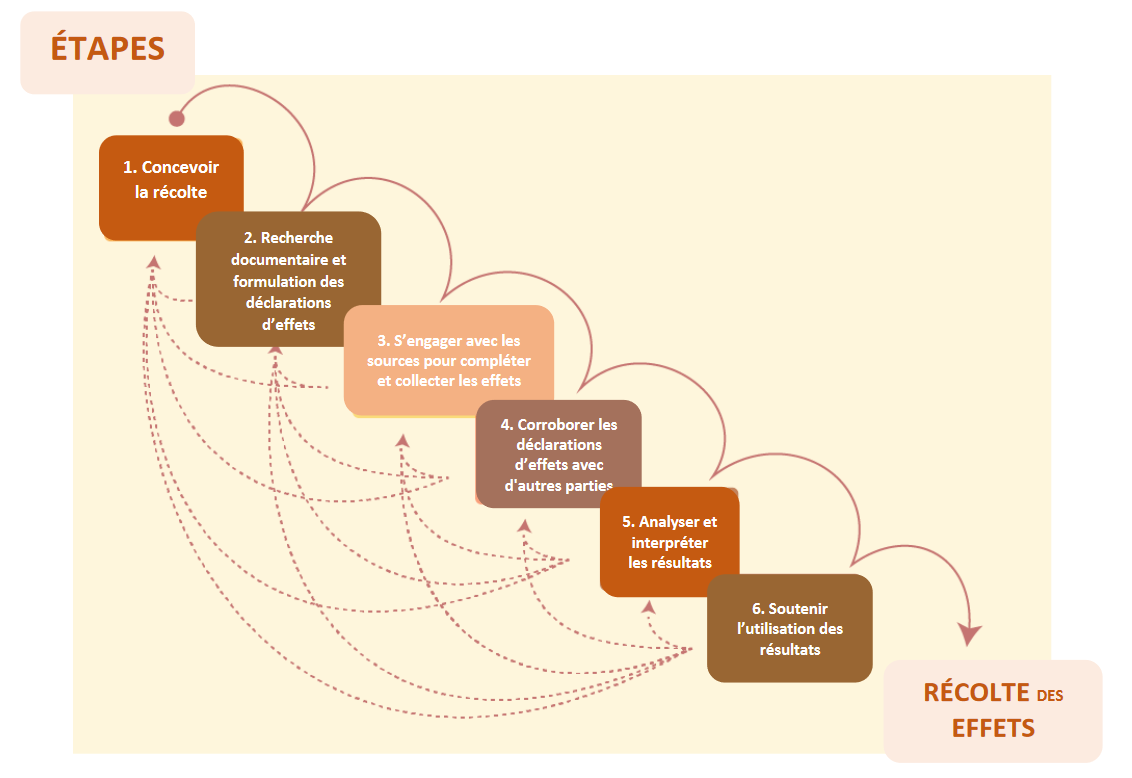 ÉTAPES
1. Concevoir
la récolte
2. Recherche
documentaire et
formulation des
déclarations
d’effets
3. S’engager avec les
sources pour compléter
et collecter les effets
4. Corroborer les
déclarations
d’effets avec
d'autres parties
5. Analyser et
interpréter
les résultats
6. Soutenir
l’utilisation des
résultats
RÉCOLTE DES
EFFETS